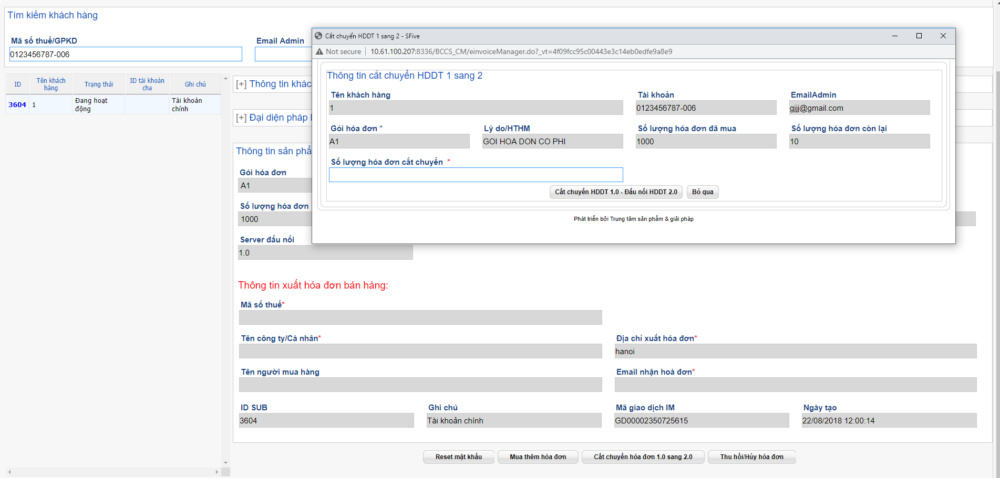 Tìm kiếm khách hàng
Mã số thuế/GPKD
Email Admin
0123456787-006
ID
Tên khách hàng
Trạng thái
ID tài khoản cha
Ghi chú
3604
1
Đang hoạt động
Tài khoản chính
[+] Thông tin khác
[+] Đại diện pháp
Thông tin sản phẩ
Gói hóa đơn
A1
Số lượng hóa đơn
1000
Server đấu nối
1.0
Cắt chuyển HDDT 1 sang 2 - SFive
Not secure
10.61.100.207:8336/BCCS_CM/einvoiceManager.do?_vt=4f09fcc95c00443e3c14eb0edfe9a8e9
Thông tin cắt chuyển HDDT 1 sang 2
Tên khách hàng
Tài khoản
EmailAdmin
1
0123456787-006
gjjj@gmail.com
Gói hóa đơn *
Lý do/HTHM
Số lượng hóa đơn đã mua
Số lượng hóa đơn còn lại
A1
GOI HOA DON CO PHI
1000
10
Số lượng hóa đơn cắt chuyển *
Cắt chuyển HDDT 1.0 - Đấu nối HDDT 2.0
Bỏ qua
Phát triển bởi Trung tâm sản phẩm & giải pháp
Thông tin xuất hóa đơn bán hàng:
Mã số thuế*
Tên công ty/Cá nhân*
Địa chỉ xuất hóa đơn*
hanoi
Tên người mua hàng
Email nhận hoá đơn*
ID SUB
Ghi chú
Mã giao dịch IM
Ngày tạo
3604
Tài khoản chính
GD00002350725615
22/08/2018 12:00:14
Reset mật khẩu
Mua thêm hóa đơn
Cắt chuyển hóa đơn 1.0 sang 2.0
Thu hồi/Hủy hóa đơn